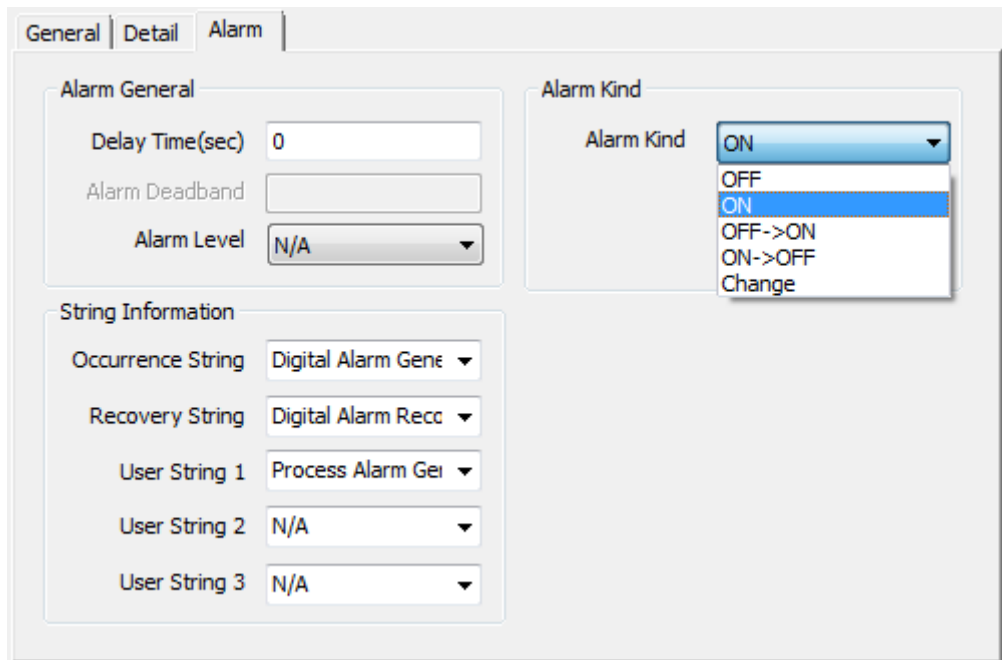 General Detail Alarm
Alarm General
Delay Time(sec) 0
Alarm Deadband
Alarm Level N/A
Alarm Kind
Alarm Kind ON
OFF
ON
OFF->ON
ON->OFF
Change
String Information
Occurrence String Digital Alarm Gene
Recovery String Digital Alarm Reco
User String 1 Process Alarm Ger
User String 2 N/A
User String 3 N/A